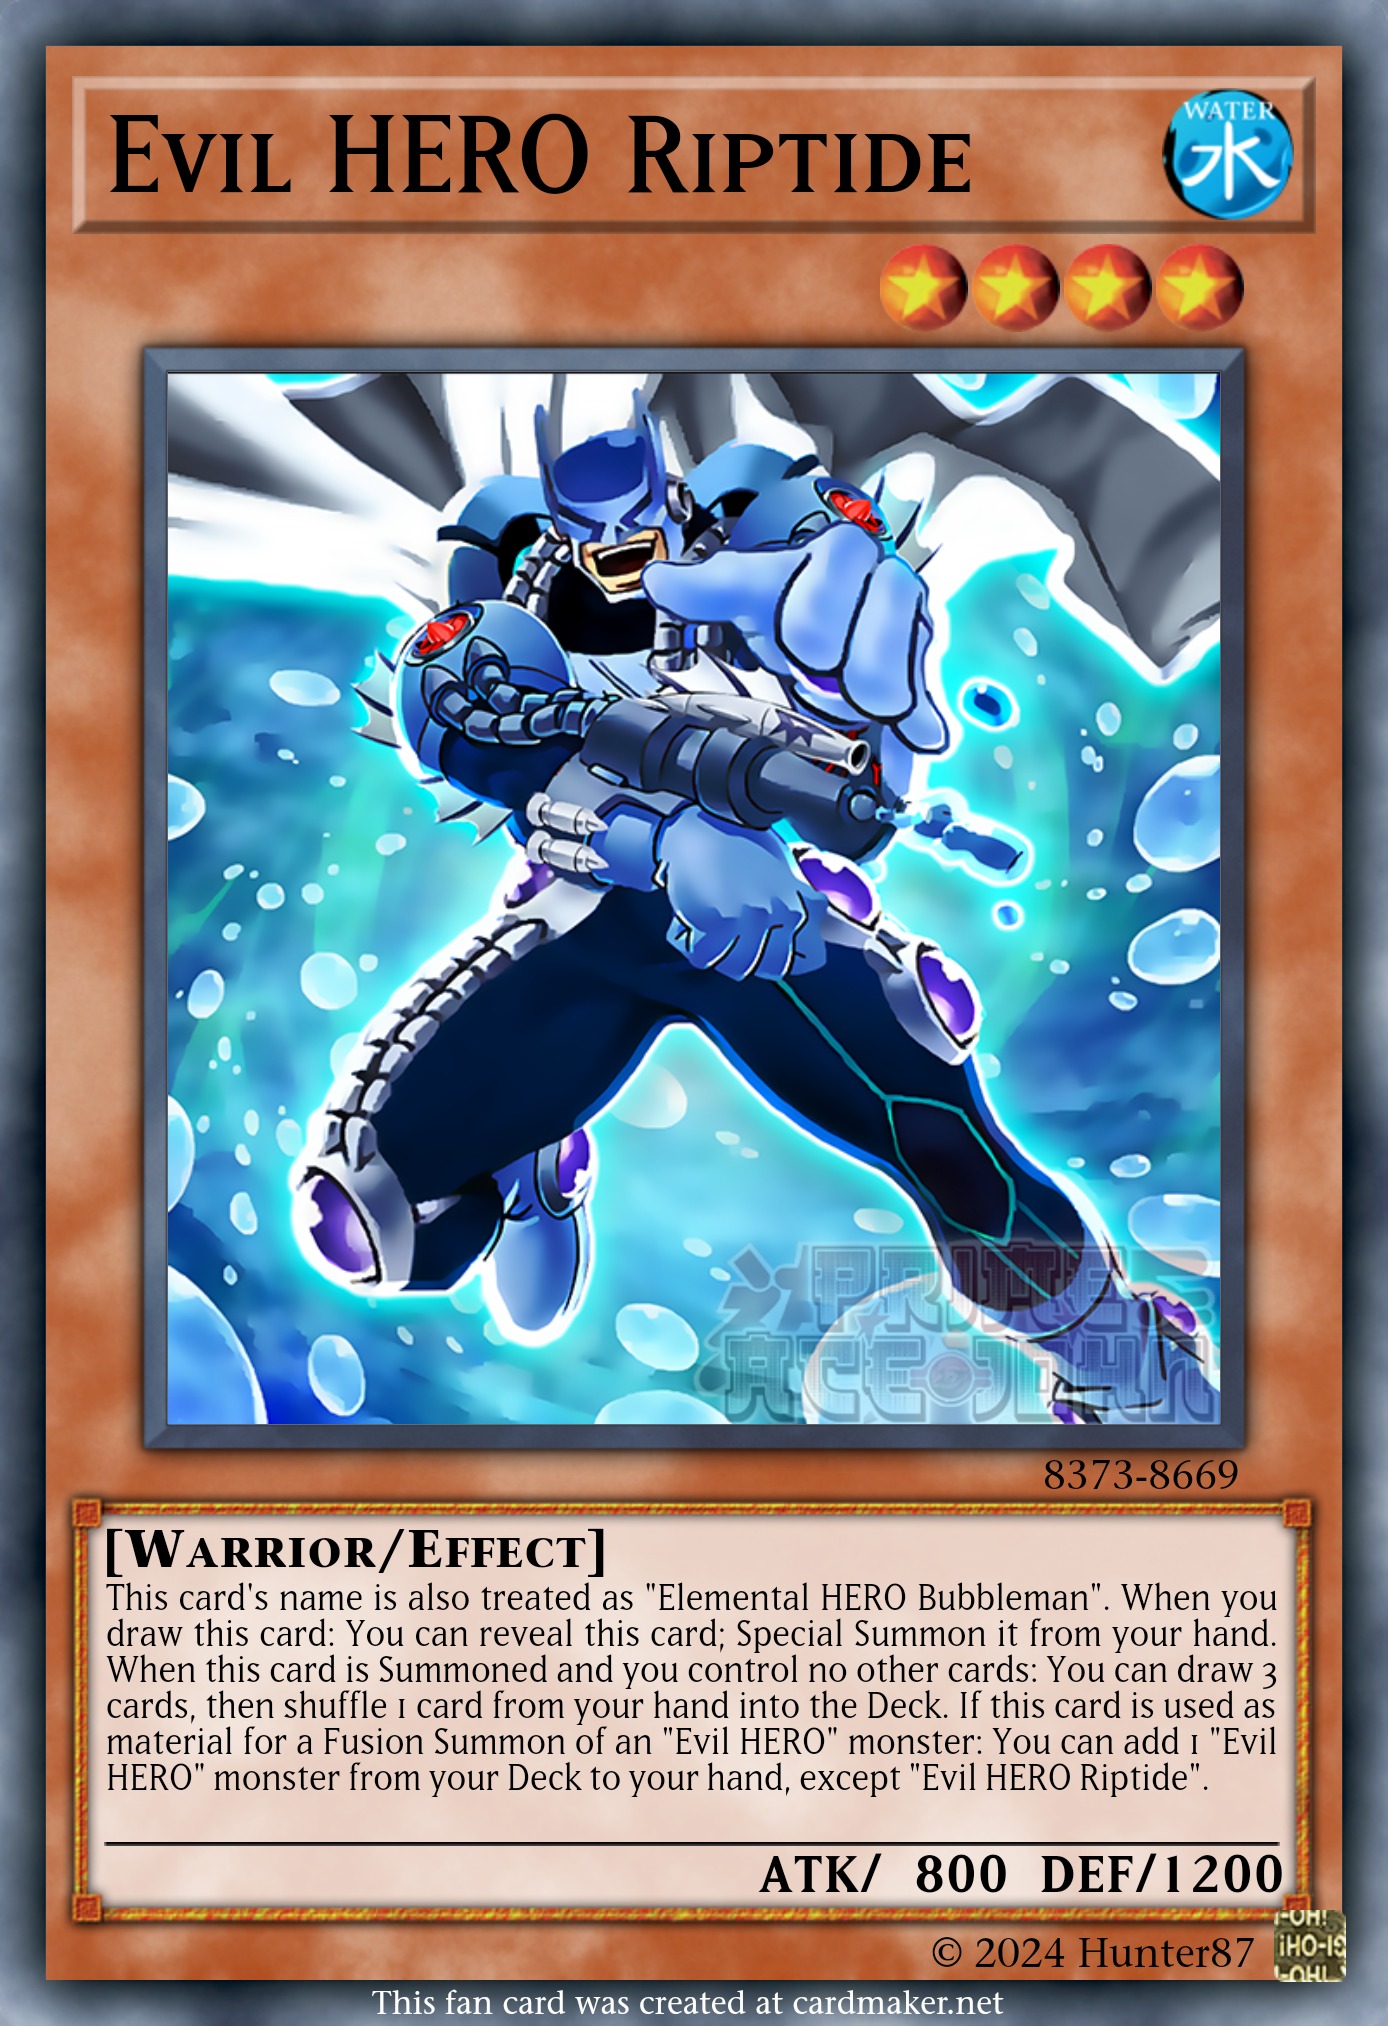 Evil HERO Riptide
WATER
水
8373-8669
[Warrior/Effect]
This card's name is also treated as "Elemental HERO Bubbleman". When you
draw this card: You can reveal this card; Special Summon it from your hand.
When this card is Summoned and you control no other cards: You can draw 3
cards, then shuffle 1 card from your hand into the Deck. If this card is used as
material for a Fusion Summon of an "Evil HERO" monster: You can add 1 "Evil
HERO" monster from your Deck to your hand, except "Evil HERO Riptide".
ATK/ 800 DEF/1200
© 2024 Hunter87
This fan card was created at cardmaker.net